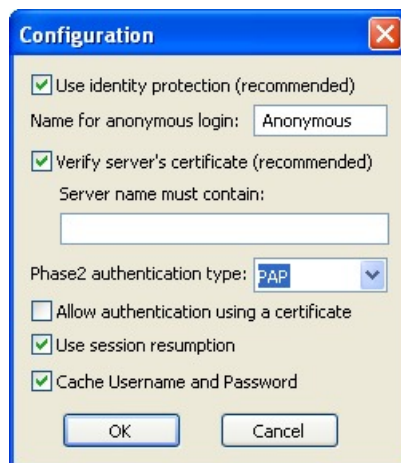 Configuration
Use identity protection (recommended)
Name for anonymous login: Anonymous
Verify server's certificate (recommended)
Server name must contain:
Phase2 authentication type: PAP
Allow authentication using a certificate
Use session resumption
Cache Username and Password
OK Cancel